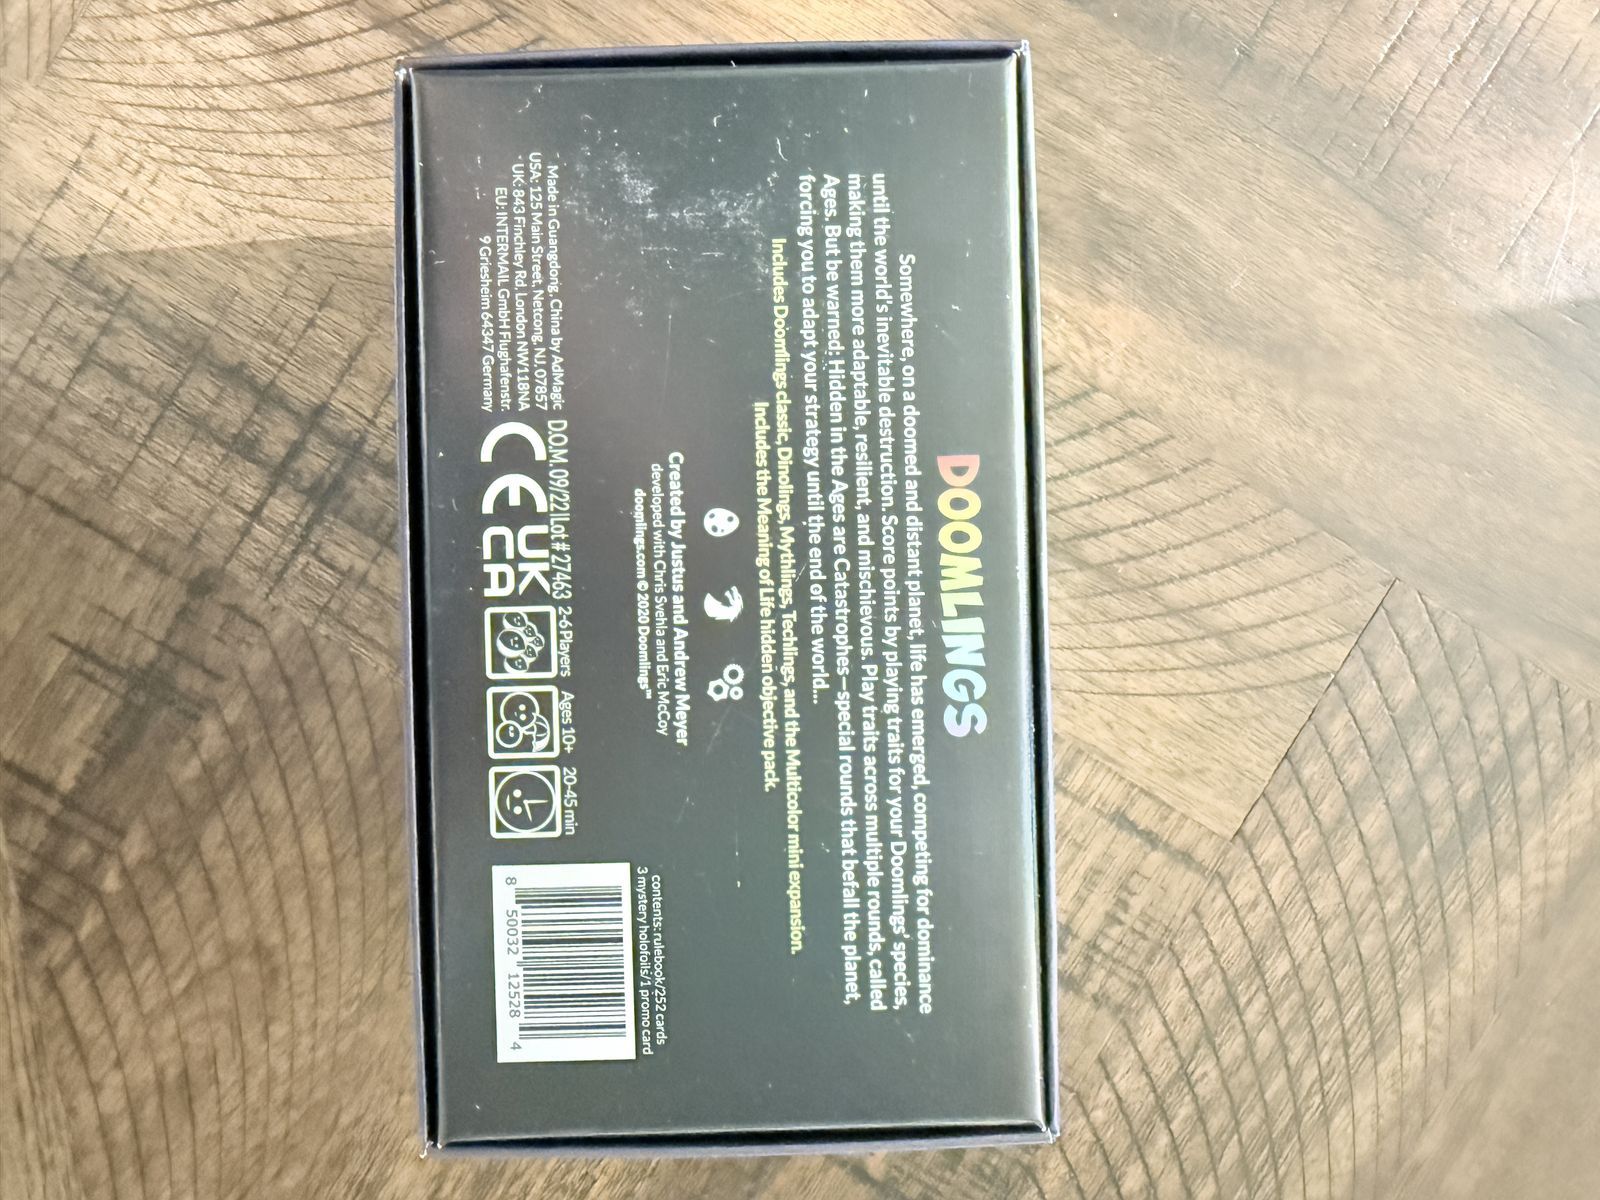 DOOMLINGS
Somewhere, on a doomed and distant planet, life has emerged, competing for dominance
until the world's inevitable destruction. Score points by playing traits for your Doomlings' species,
making them more adaptable, resilient, and mischievous. Play traits across multiple rounds, called
Ages. But be warned: Hidden in the Ages are Catastrophes—special rounds that befall the planet,
forcing you to adapt your strategy until the end of the world...
Includes Doomlings classic, Dinolings, Mythlings, Techlings, and the Multicolor mini expansion.
Includes the Meaning of Life hidden objective pack.
Created by Justus and Andrew Meyer
developed with Chris Svehla and Eric McCoy
doomlings.com © 2020 Doomlings™
Made in Guangdong, China by AdMagic
USA: 125 Main Street, Netcong, NJ, 07857
UK: 843 Finchley Rd, London NW118NA
EU: INTERMAIL GmbH Flughafenstr.
9 Griesheim 64347 Germany
D.O.M. 09/22 | Lot # 27463
CE
UK
CA
2-6 Players
Ages 10+
20-45 min
contents: rulebook/252 cards
3 mystery holofoils/1 promo card
8 50032 12528 4